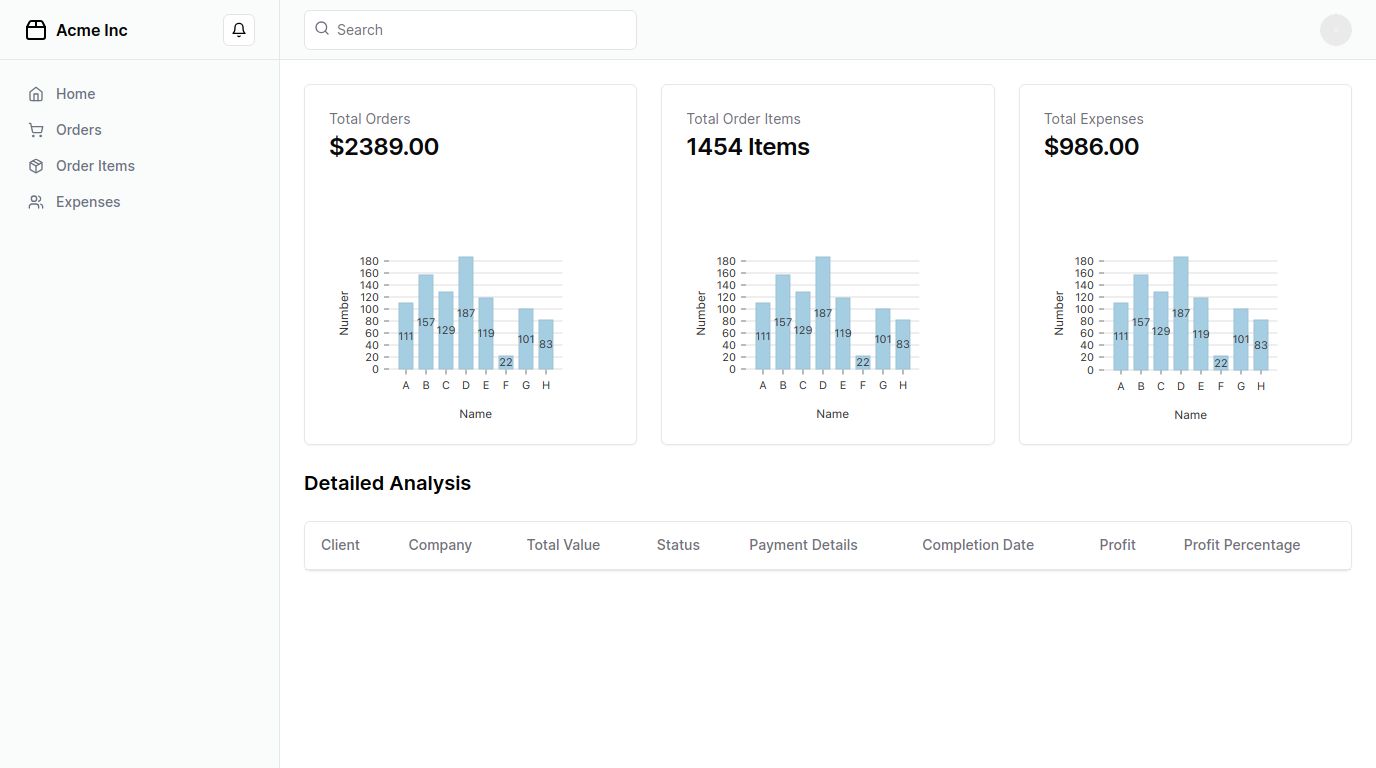 Acme Inc
Search
Home
Orders
Order Items
Expenses
Total Orders
$2389.00
Number
180
160
140
120
100
80
60
40
20
0
111 157 129 187 119 22 101 83
A B C D E F G H
Name
Total Order Items
1454 Items
Number
180
160
140
120
100
80
60
40
20
0
111 157 129 187 119 22 101 83
A B C D E F G H
Name
Total Expenses
$986.00
Number
180
160
140
120
100
80
60
40
20
0
111 157 129 187 119 22 101 83
A B C D E F G H
Name
Detailed Analysis
Client Company Total Value Status Payment Details Completion Date Profit Profit Percentage